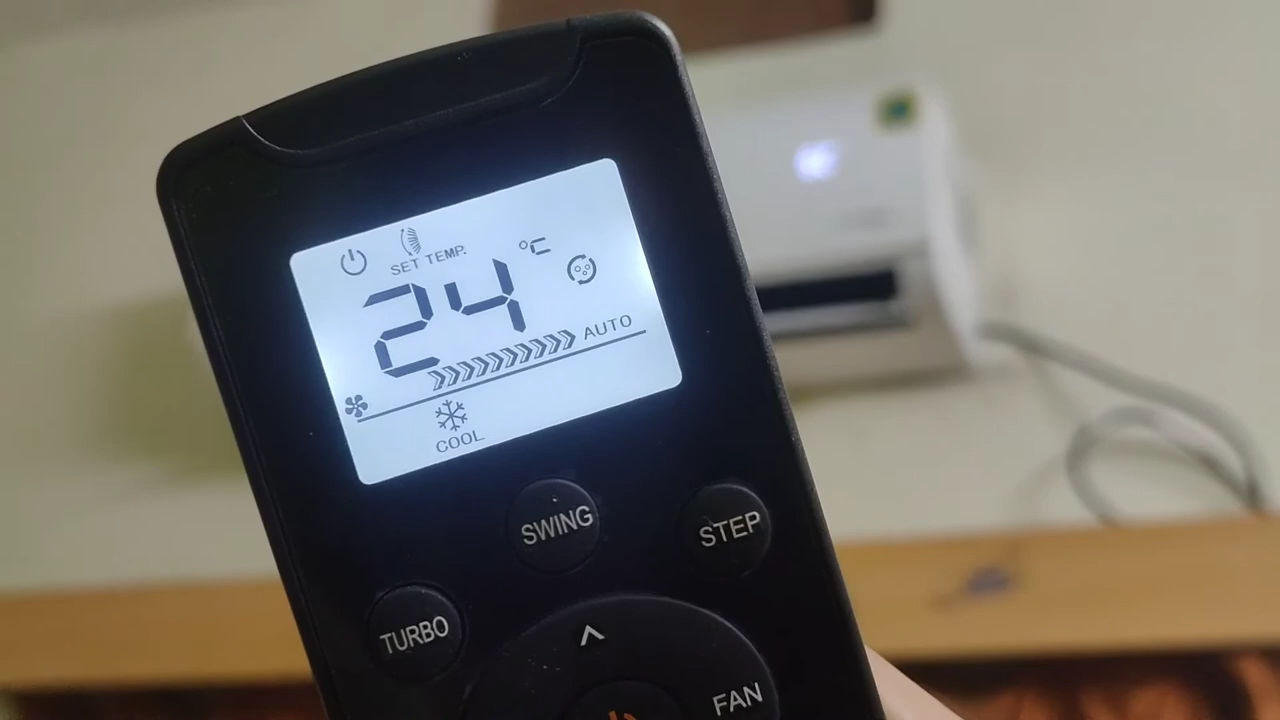 SET TEMP.
24 °C
AUTO
COOL
SWING
STEP
TURBO
FAN